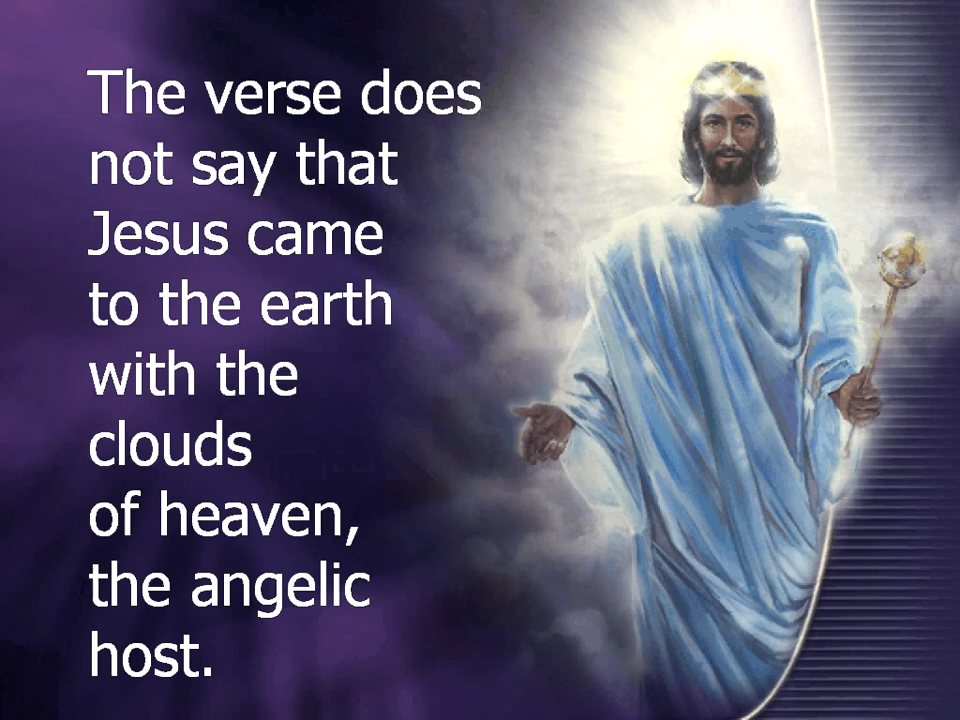 The verse does
not say that
Jesus came
to the earth
with the
clouds
of heaven,
the angelic
host.